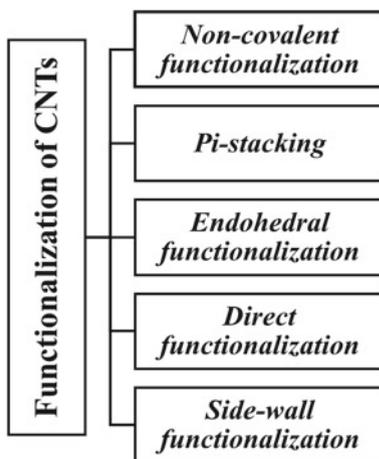 Functionalization of CNTs
Non-covalent
functionalization
Pi-stacking
Endohedral
functionalization
Direct
functionalization
Side-wall
functionalization